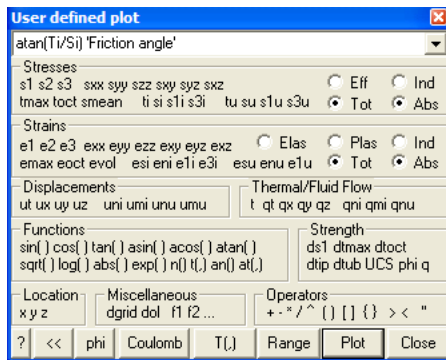 User defined plot
atan(Ti/Si) 'Friction angle'
Stresses
s1 s2 s3 sxx syy szz sxy syz sxz Eff Ind
tmax toct smean ti si s1i s3i tu su s1u s3u Tot Abs
Strains
e1 e2 e3 exx eyy ezz exy eyz exz Elas Plas Ind
emax eoct evol esi eni e1i e3i esu enu e1u Tot Abs
Displacements Thermal/Fluid Flow
ut ux uy uz uni umi unu umu t qt qx qy qz qni qmi qnu
Functions Strength
sin( ) cos( ) tan( ) asin( ) acos( ) atan( ) ds1 dtmax dtoct
sqrt( ) log( ) abs( ) exp( ) n() t(,) an() at(,) dtip dtub UCS phi q
Location Miscellaneous Operators
x y z dgrid dol f1 f2 ... + - * / ^ ( ) [ ] { } > < "
? << phi Coulomb T(,) Range Plot Close